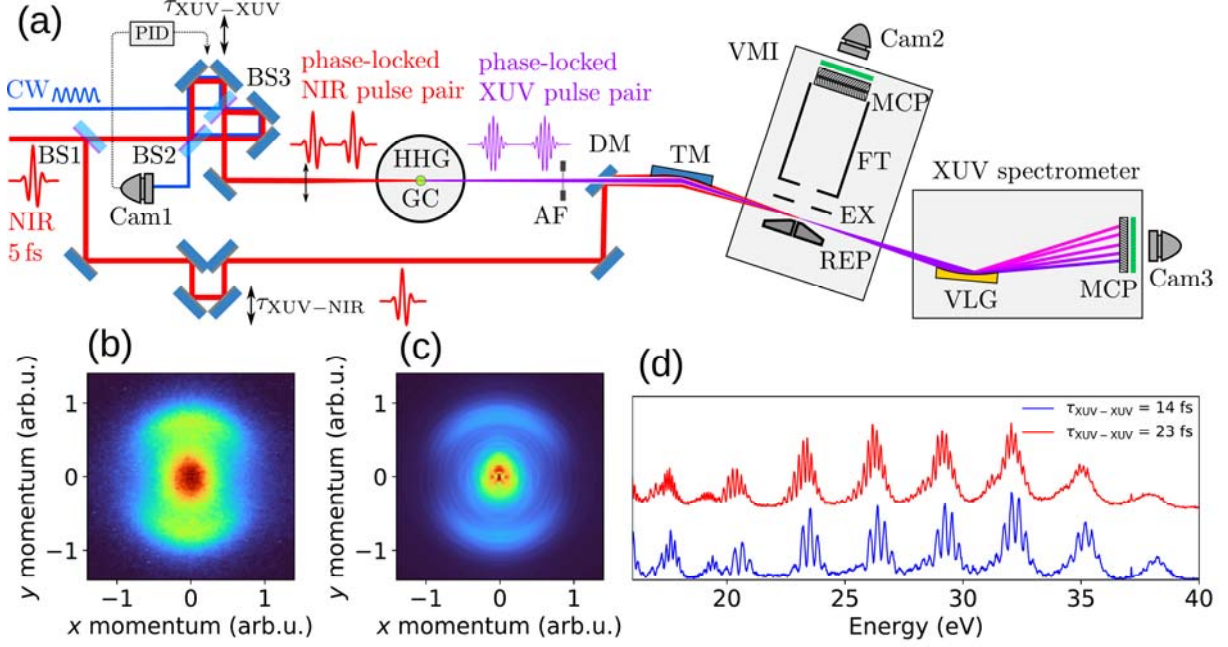 (a)
τXUV−XUV
PID
CW
BS3
BS1
BS2
Cam1
NIR
5 fs
phase-locked
NIR pulse pair
phase-locked
XUV pulse pair
HHG
GC
AF
DM
TM
τXUV−NIR
VMI
Cam2
MCP
FT
EX
REP
XUV spectrometer
VLG
MCP
Cam3
(b)
y momentum (arb.u.)
1
0
−1
−1
0
1
x momentum (arb.u.)
(c)
y momentum (arb.u.)
1
0
−1
−1
0
1
x momentum (arb.u.)
(d)
τXUV−XUV = 14 fs
τXUV−XUV = 23 fs
20
25
30
35
40
Energy (eV)